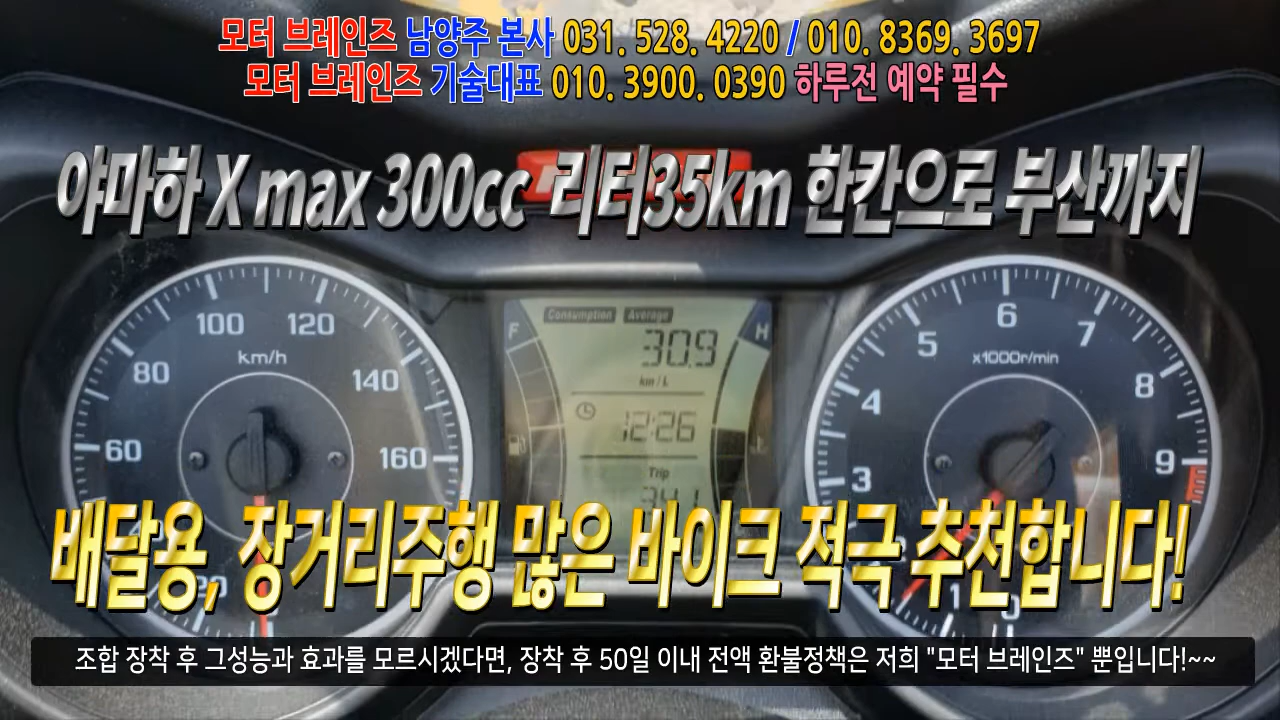 모터 브레인즈 남양주 본사 031. 528. 4220 / 010. 8369. 3697
모터 브레인즈 기술대표 010. 3900. 0390 하루전 예약 필수
야마하 X max 300cc 리터35km 한칸으로 부산까지
100 120
km/h
80 140
60 160
20
Consumption Average
F H
30.9
km/L
12:26
Trip
341
6
5 7
x1000r/min
4 8
3 9
1 0
배달용, 장거리주행 많은 바이크 적극 추천합니다!
조합 장착 후 그성능과 효과를 모르시겠다면, 장착 후 50일 이내 전액 환불정책은 저희 "모터 브레인즈" 뿐입니다!~~